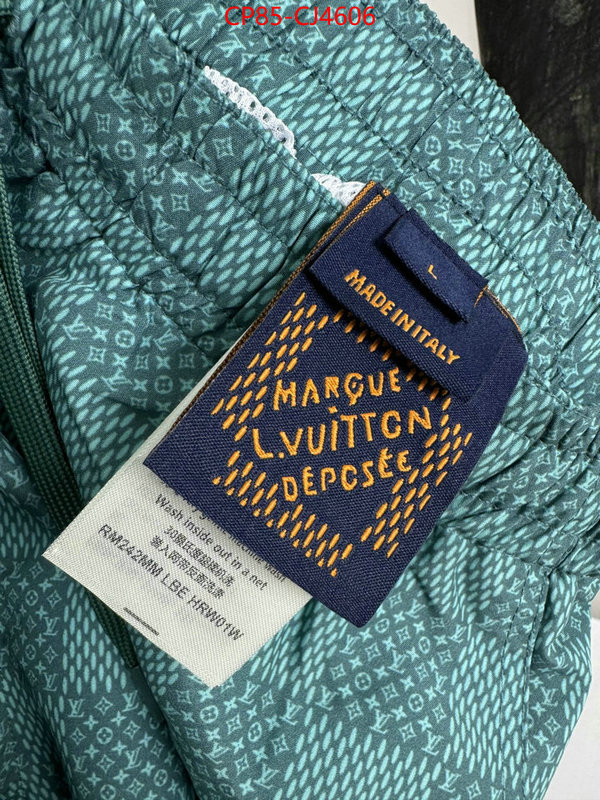 CP85-CJ4606
L
MADE IN ITALY
MARQUE
L.VUITTON
DÉPOSÉE
Wash inside out in a net
RM242MM LBE HRW01W